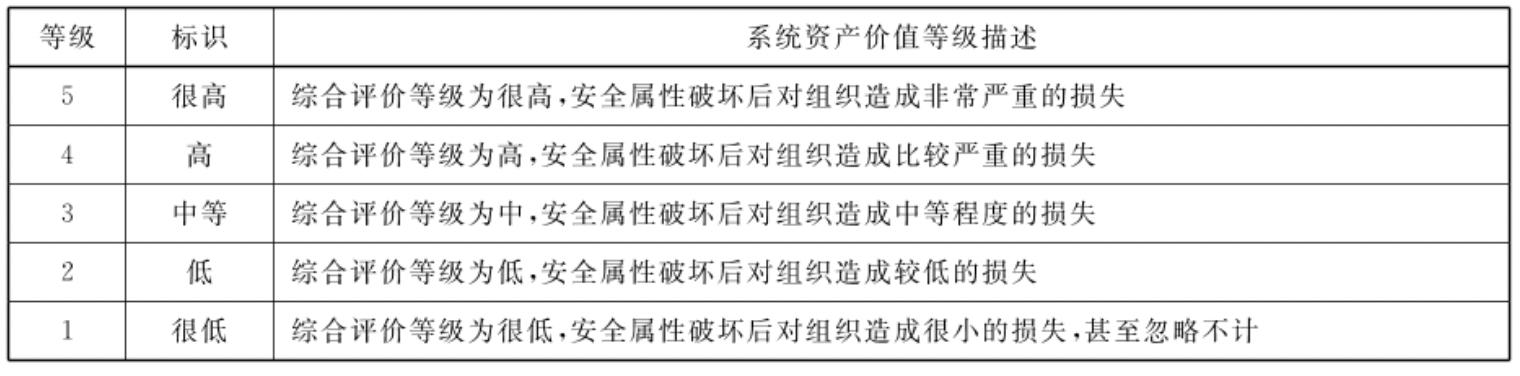 等级 标识 系统资产价值等级描述
5 很高 综合评价等级为很高,安全属性破坏后对组织造成非常严重的损失
4 高 综合评价等级为高,安全属性破坏后对组织造成比较严重的损失
3 中等 综合评价等级为中,安全属性破坏后对组织造成中等程度的损失
2 低 综合评价等级为低,安全属性破坏后对组织造成较低的损失
1 很低 综合评价等级为很低,安全属性破坏后对组织造成很小的损失,甚至忽略不计